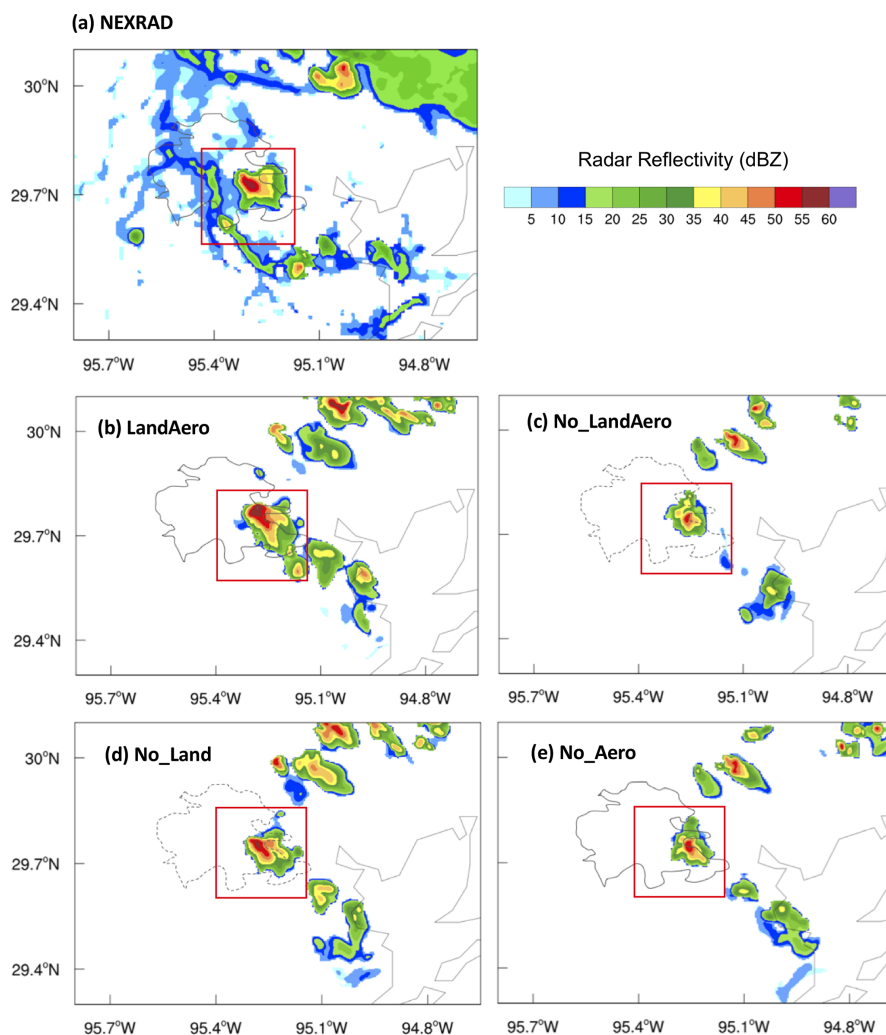 (a) NEXRAD
30°N
29.7°N
29.4°N
95.7°W 95.4°W 95.1°W 94.8°W
Radar Reflectivity (dBZ)
5 10 15 20 25 30 35 40 45 50 55 60
(b) LandAero
30°N
29.7°N
29.4°N
95.7°W 95.4°W 95.1°W 94.8°W
(c) No_LandAero
95.7°W 95.4°W 95.1°W 94.8°W
(d) No_Land
30°N
29.7°N
29.4°N
95.7°W 95.4°W 95.1°W 94.8°W
(e) No_Aero
95.7°W 95.4°W 95.1°W 94.8°W